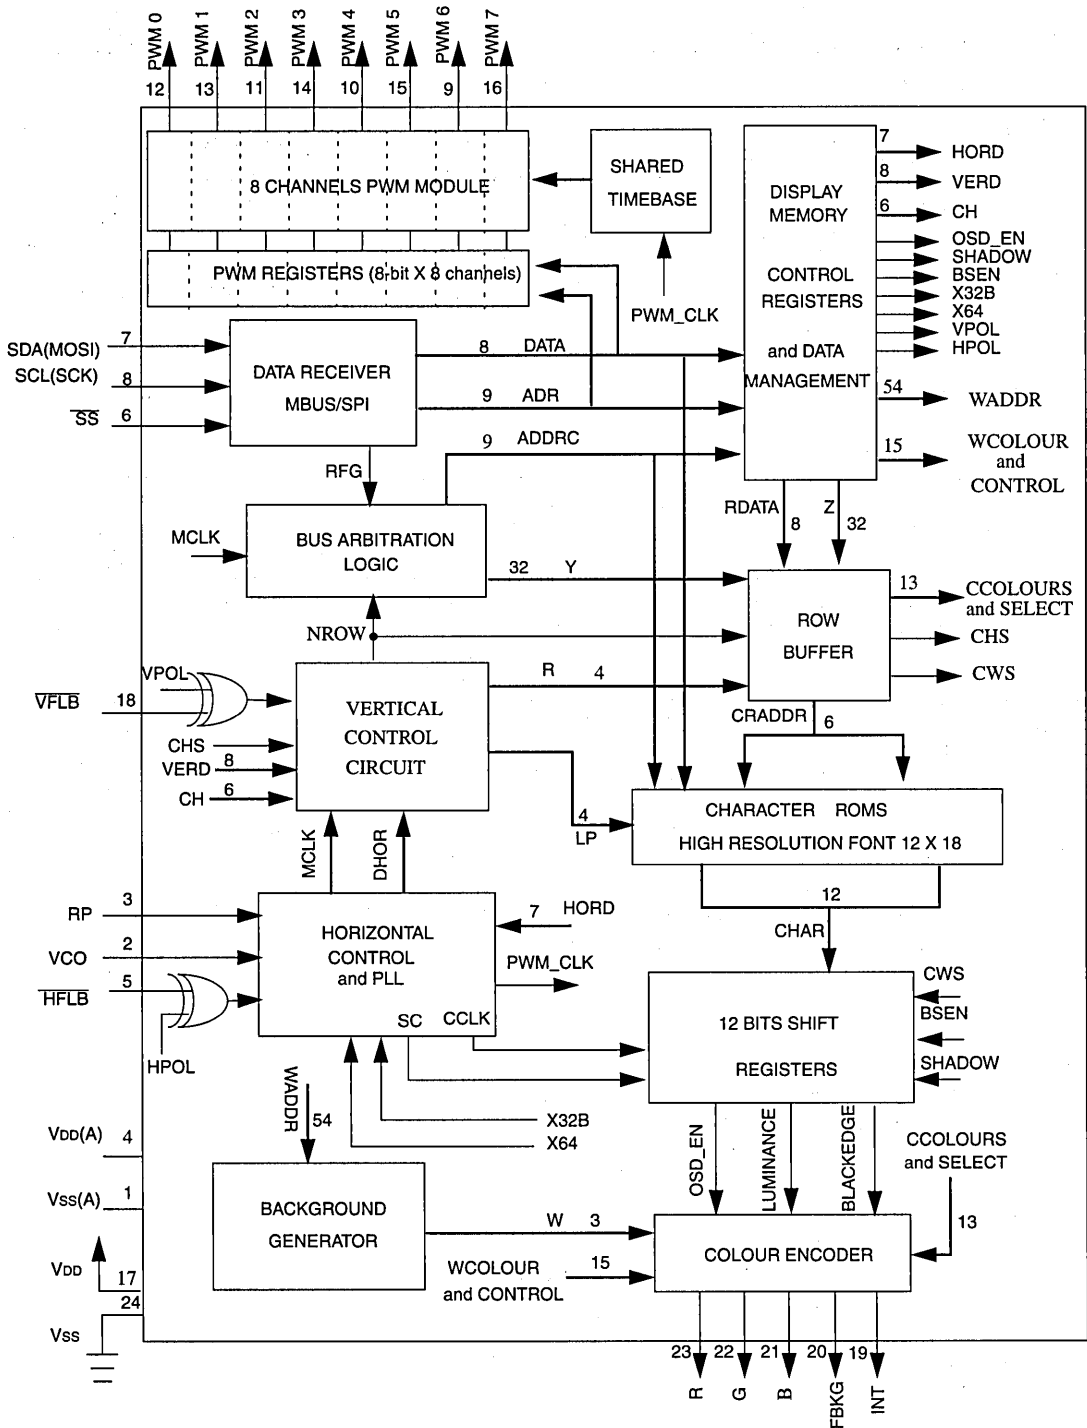 PWM 0 PWM 1 PWM 2 PWM 3 PWM 4 PWM 5 PWM 6 PWM 7
12 13 11 14 10 15 9 16
8 CHANNELS PWM MODULE
SHARED
TIMEBASE
PWM REGISTERS (8-bit X 8 channels)
PWM_CLK
DISPLAY
MEMORY
CONTROL
REGISTERS
and DATA
MANAGEMENT
7 HORD
8 VERD
6 CH
OSD_EN
SHADOW
BSEN
X32B
X64
VPOL
HPOL
54 WADDR
15 WCOLOUR
and
CONTROL
SDA(MOSI) 7
SCL(SCK) 8
SS 6
DATA RECEIVER
MBUS/SPI
8 DATA
9 ADR
9 ADDRC
RFG
MCLK
BUS ARBITRATION
LOGIC
RDATA 8
Z 32
32 Y
NROW
ROW
BUFFER
13 CCOLOURS
and SELECT
CHS
CWS
VPOL
VFLB 18
CHS
VERD 8
CH 6
VERTICAL
CONTROL
CIRCUIT
R 4
CRADDR 6
4
LP
CHARACTER ROMS
HIGH RESOLUTION FONT 12 X 18
MCLK
DHOR
12
CHAR
RP 3
VCO 2
HFLB 5
HPOL
HORIZONTAL
CONTROL
and PLL
SC CCLK
7 HORD
PWM_CLK
12 BITS SHIFT
REGISTERS
CWS
BSEN
SHADOW
X32B
X64
WADDR
54
VDD(A) 4
VSS(A) 1
VDD 17
24
VSS
BACKGROUND
GENERATOR
W 3
WCOLOUR
and CONTROL
15
OSD_EN
LUMINANCE
BLACKEDGE
CCOLOURS
and SELECT
13
COLOUR ENCODER
23 22 21 20 19
R G B FBKG INT